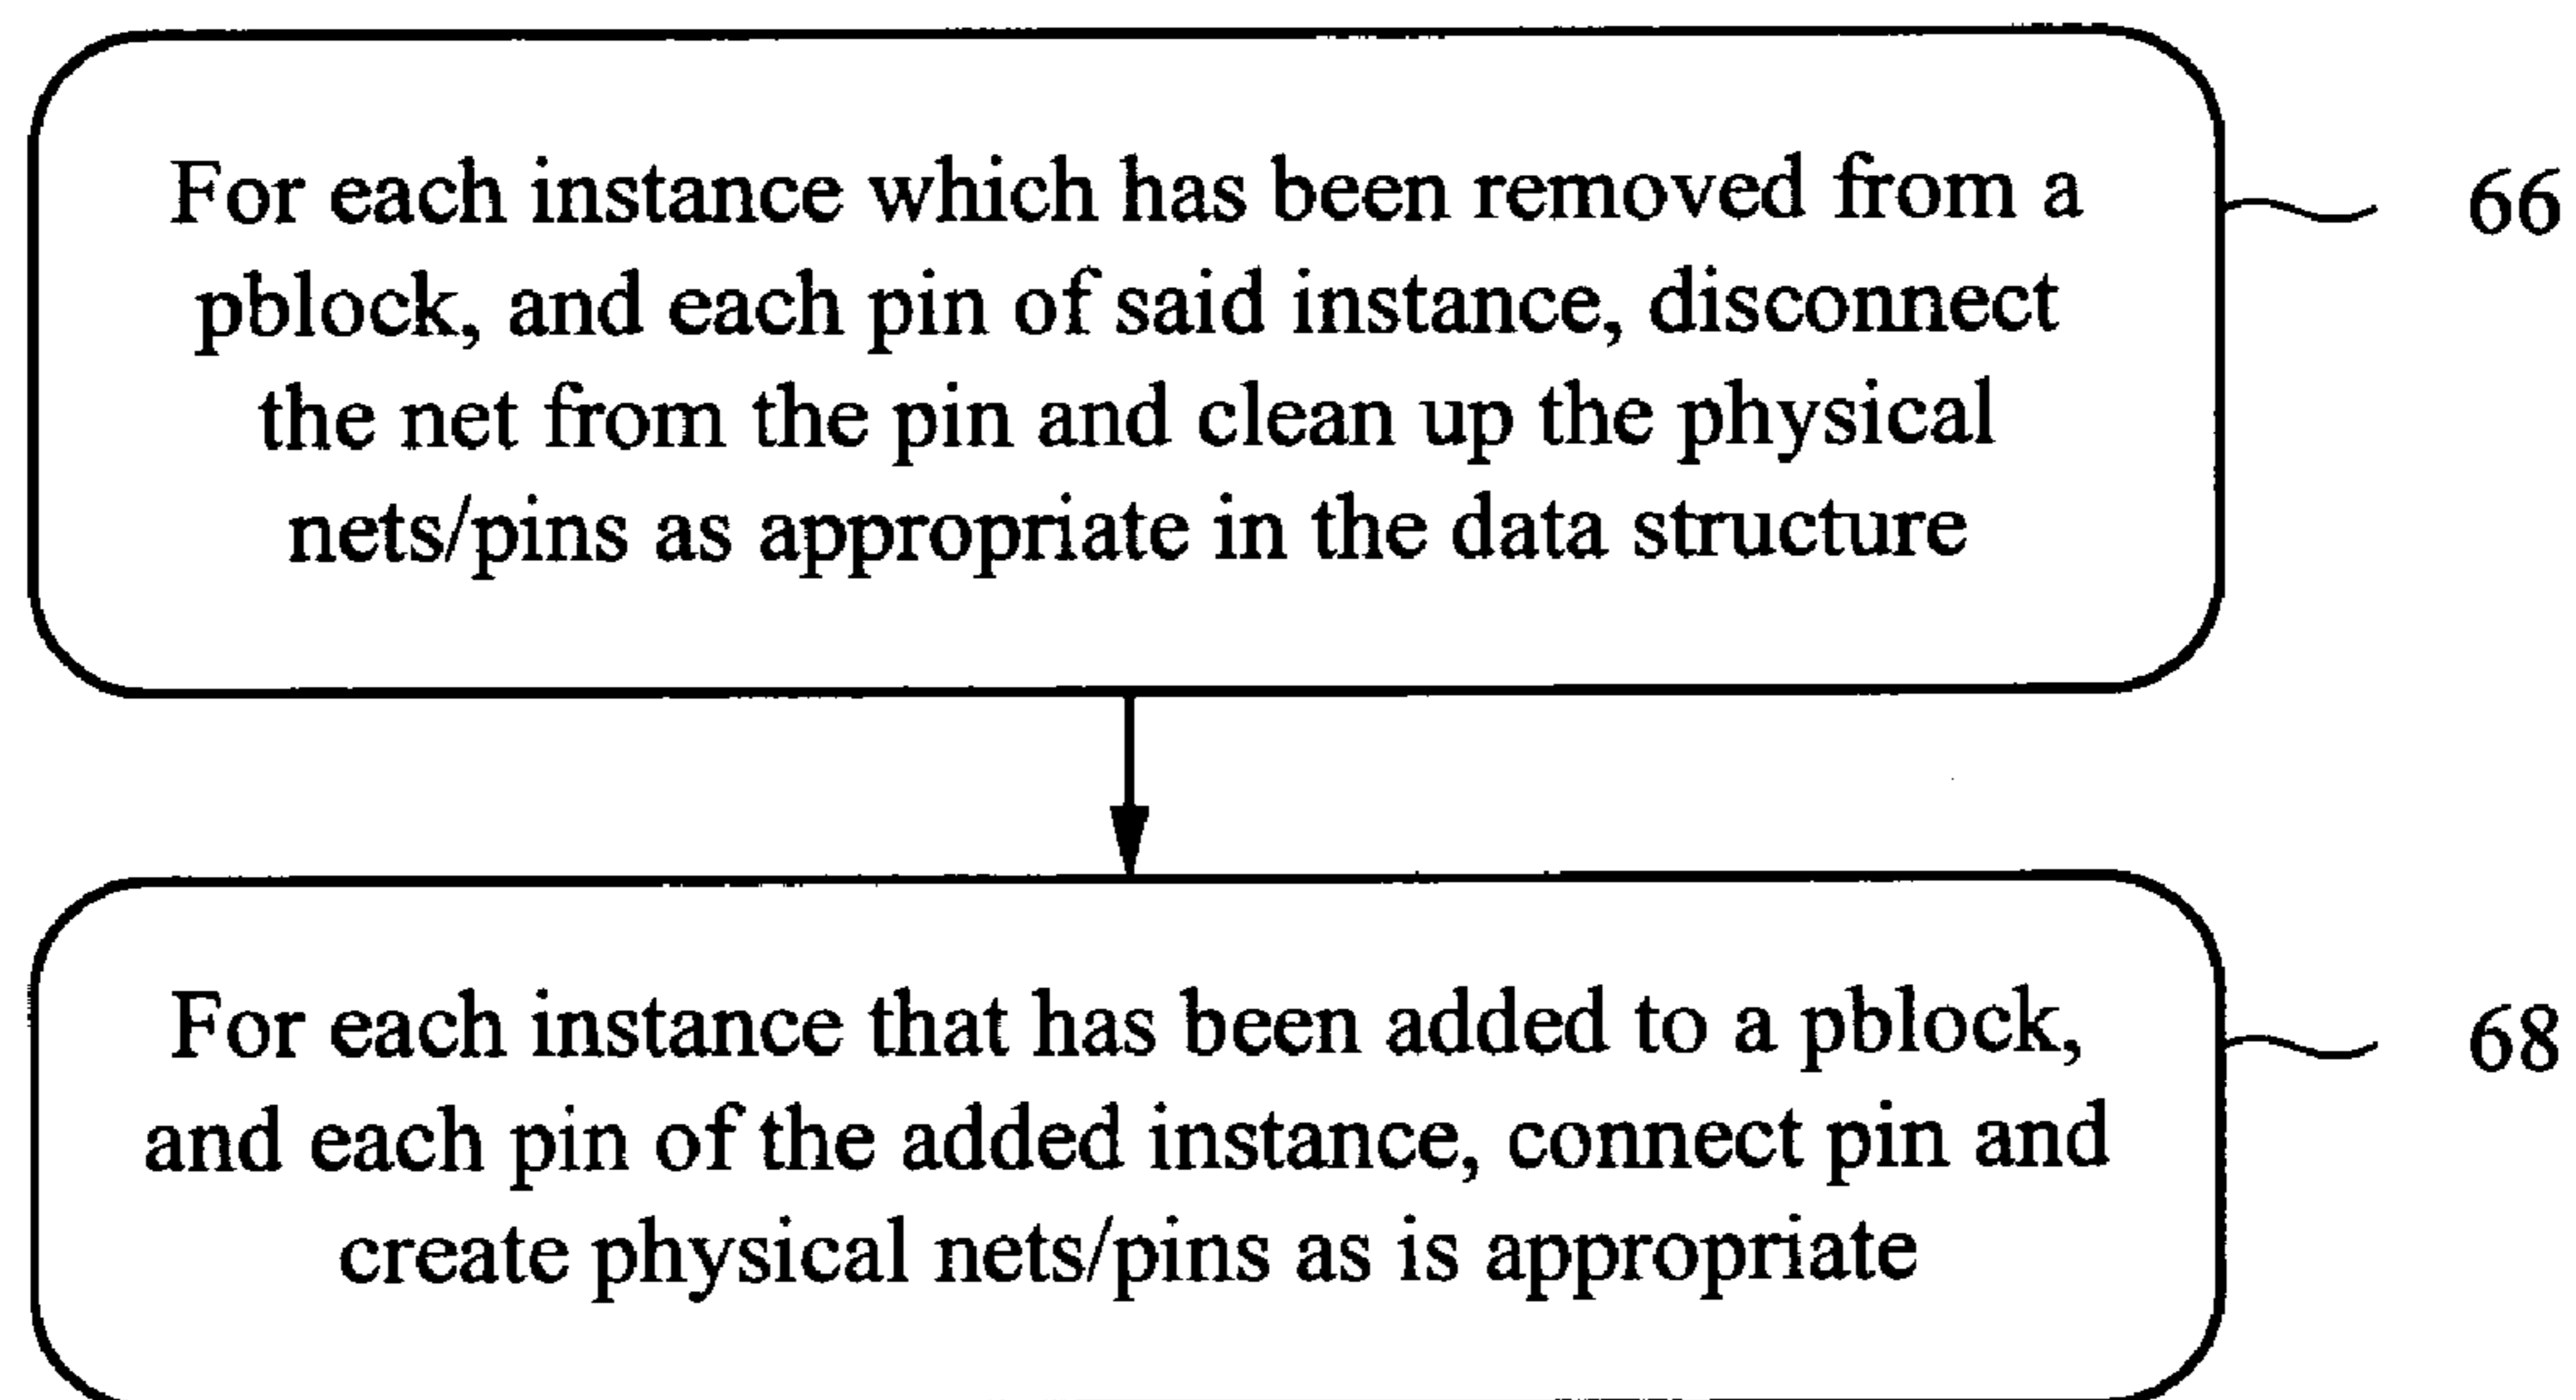 For each instance which has been removed from a
pblock, and each pin of said instance, disconnect
the net from the pin and clean up the physical
nets/pins as appropriate in the data structure
66
For each instance that has been added to a pblock,
and each pin of the added instance, connect pin and
create physical nets/pins as is appropriate
68